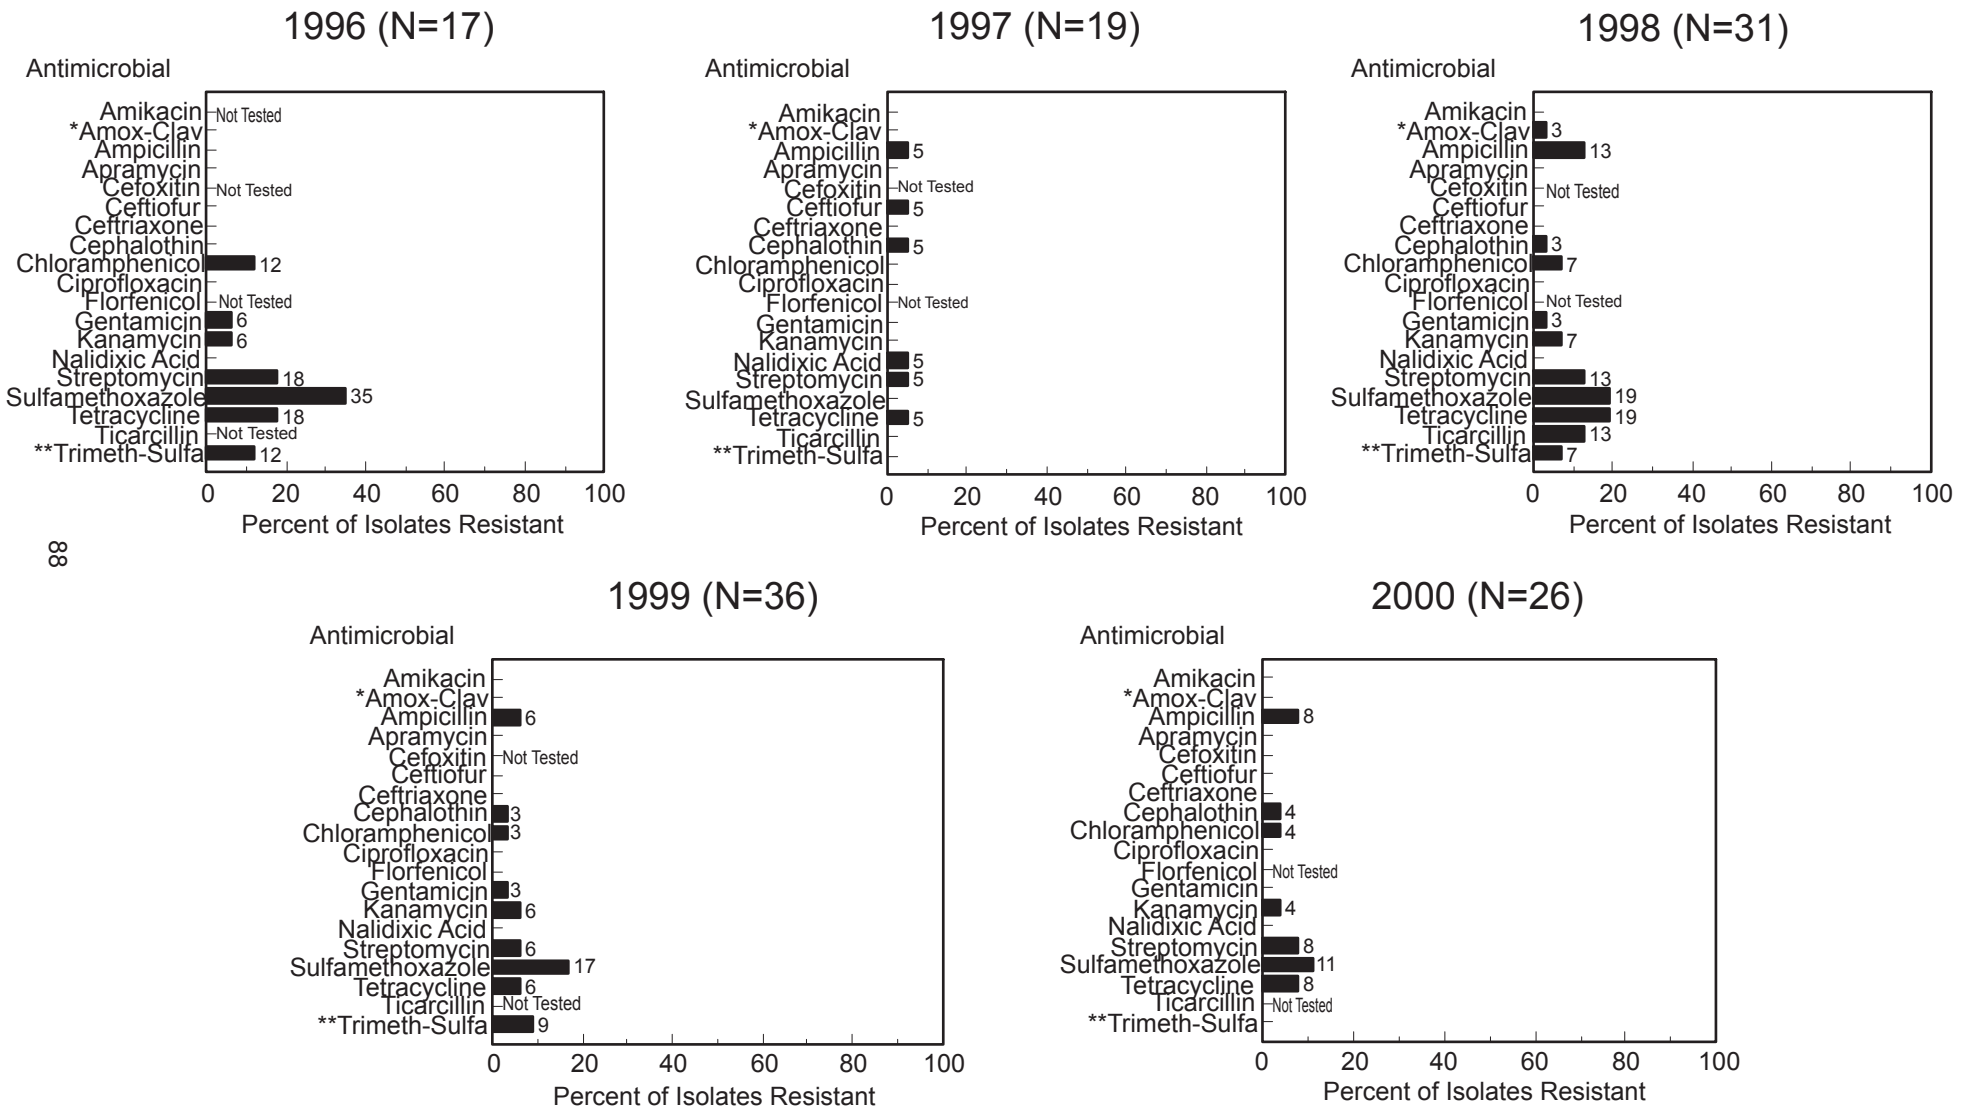 1996 (N=17)
Antimicrobial
Amikacin Not Tested
*Amox-Clav
Ampicillin
Apramycin
Cefoxitin Not Tested
Ceftiofur
Ceftriaxone
Cephalothin
Chloramphenicol 12
Ciprofloxacin
Florfenicol Not Tested
Gentamicin 6
Kanamycin 6
Nalidixic Acid
Streptomycin 18
Sulfamethoxazole 35
Tetracycline 18
Ticarcillin Not Tested
**Trimeth-Sulfa 12
0 20 40 60 80 100
Percent of Isolates Resistant
1997 (N=19)
Antimicrobial
Amikacin
*Amox-Clav
Ampicillin 5
Apramycin
Cefoxitin Not Tested
Ceftiofur 5
Ceftriaxone
Cephalothin 5
Chloramphenicol
Ciprofloxacin
Florfenicol Not Tested
Gentamicin
Kanamycin
Nalidixic Acid 5
Streptomycin 5
Sulfamethoxazole
Tetracycline 5
Ticarcillin
**Trimeth-Sulfa
0 20 40 60 80 100
Percent of Isolates Resistant
1998 (N=31)
Antimicrobial
Amikacin
*Amox-Clav 3
Ampicillin 13
Apramycin
Cefoxitin Not Tested
Ceftiofur
Ceftriaxone
Cephalothin 3
Chloramphenicol 7
Ciprofloxacin
Florfenicol Not Tested
Gentamicin 3
Kanamycin 7
Nalidixic Acid
Streptomycin 13
Sulfamethoxazole 19
Tetracycline 19
Ticarcillin 13
**Trimeth-Sulfa 7
0 20 40 60 80 100
Percent of Isolates Resistant
88
1999 (N=36)
Antimicrobial
Amikacin
*Amox-Clav
Ampicillin 6
Apramycin
Cefoxitin Not Tested
Ceftiofur
Ceftriaxone
Cephalothin 3
Chloramphenicol 3
Ciprofloxacin
Florfenicol
Gentamicin 3
Kanamycin 6
Nalidixic Acid
Streptomycin 6
Sulfamethoxazole 17
Tetracycline 6
Ticarcillin Not Tested
**Trimeth-Sulfa 9
0 20 40 60 80 100
Percent of Isolates Resistant
2000 (N=26)
Antimicrobial
Amikacin
*Amox-Clav
Ampicillin 8
Apramycin
Cefoxitin
Ceftiofur
Ceftriaxone
Cephalothin 4
Chloramphenicol 4
Ciprofloxacin
Florfenicol Not Tested
Gentamicin
Kanamycin 4
Nalidixic Acid
Streptomycin 8
Sulfamethoxazole 11
Tetracycline 8
Ticarcillin Not Tested
**Trimeth-Sulfa
0 20 40 60 80 100
Percent of Isolates Resistant